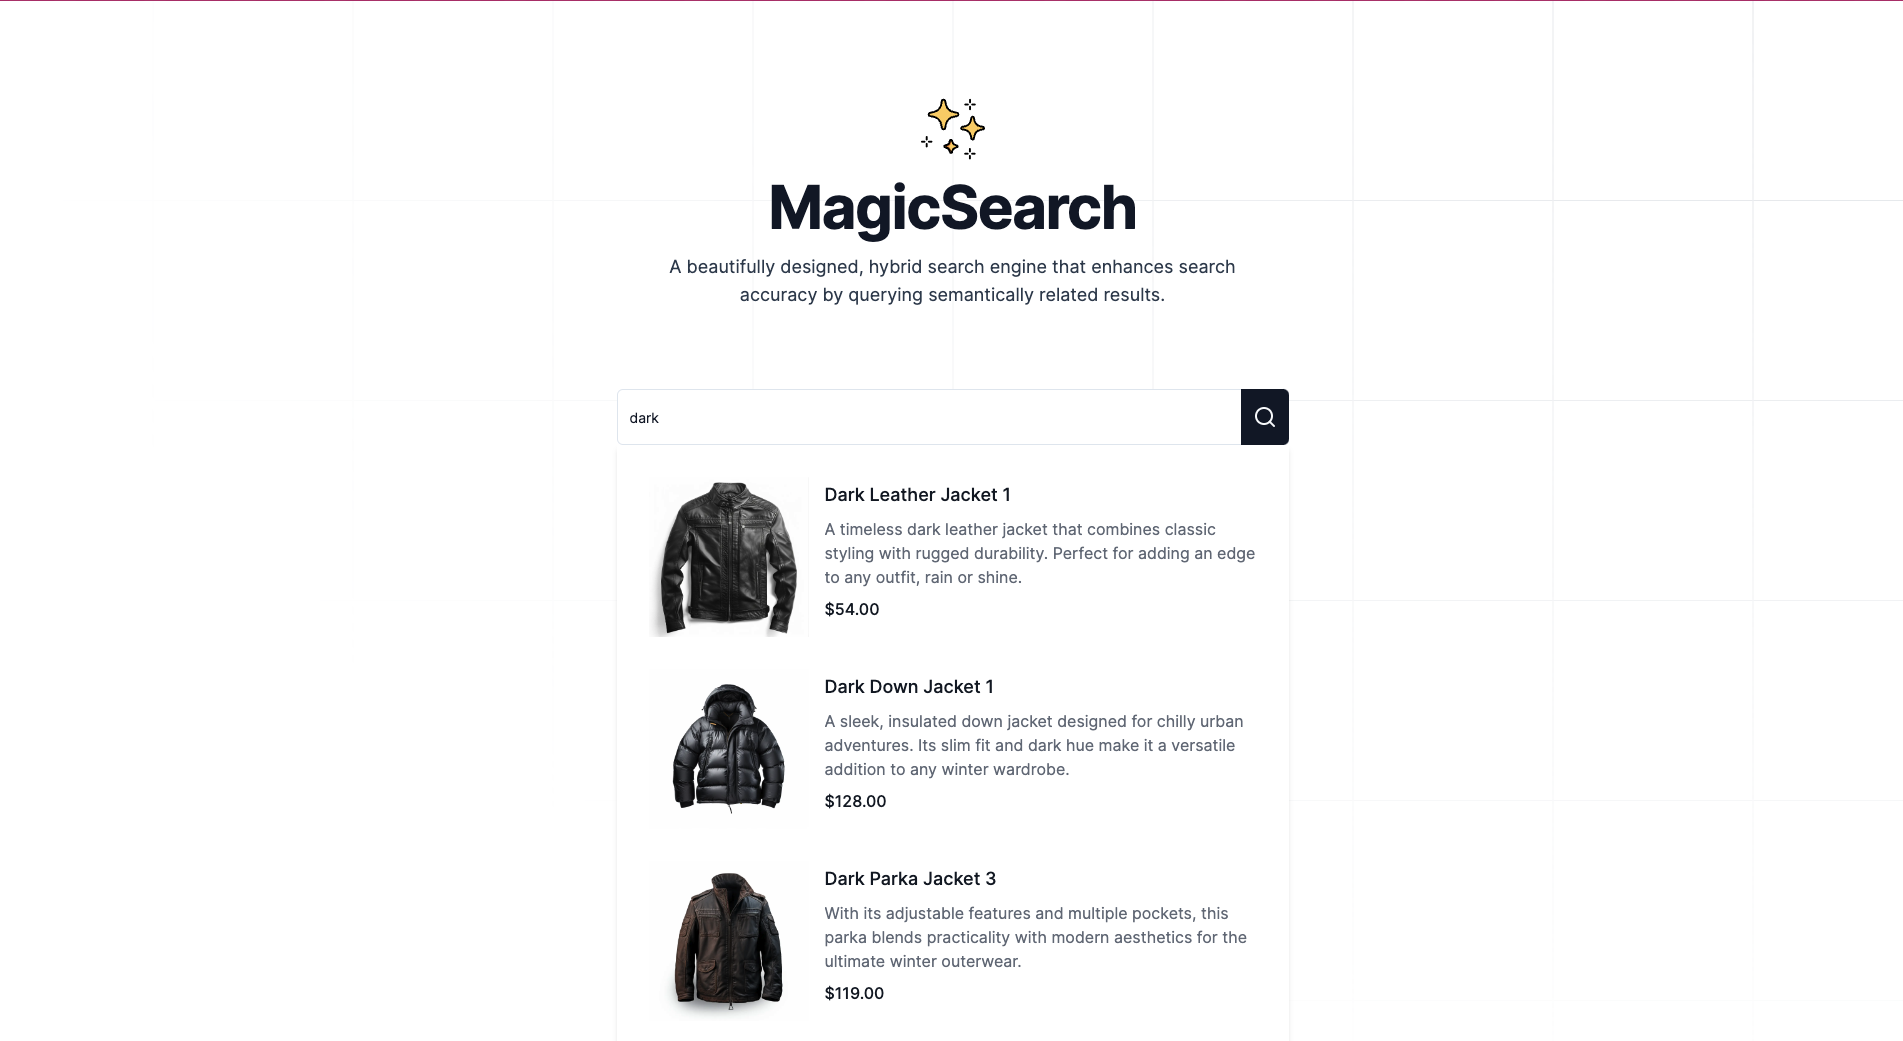 MagicSearch
A beautifully designed, hybrid search engine that enhances search
accuracy by querying semantically related results.
dark
Dark Leather Jacket 1
A timeless dark leather jacket that combines classic
styling with rugged durability. Perfect for adding an edge
to any outfit, rain or shine.
$54.00
Dark Down Jacket 1
A sleek, insulated down jacket designed for chilly urban
adventures. Its slim fit and dark hue make it a versatile
addition to any winter wardrobe.
$128.00
Dark Parka Jacket 3
With its adjustable features and multiple pockets, this
parka blends practicality with modern aesthetics for the
ultimate winter outerwear.
$119.00